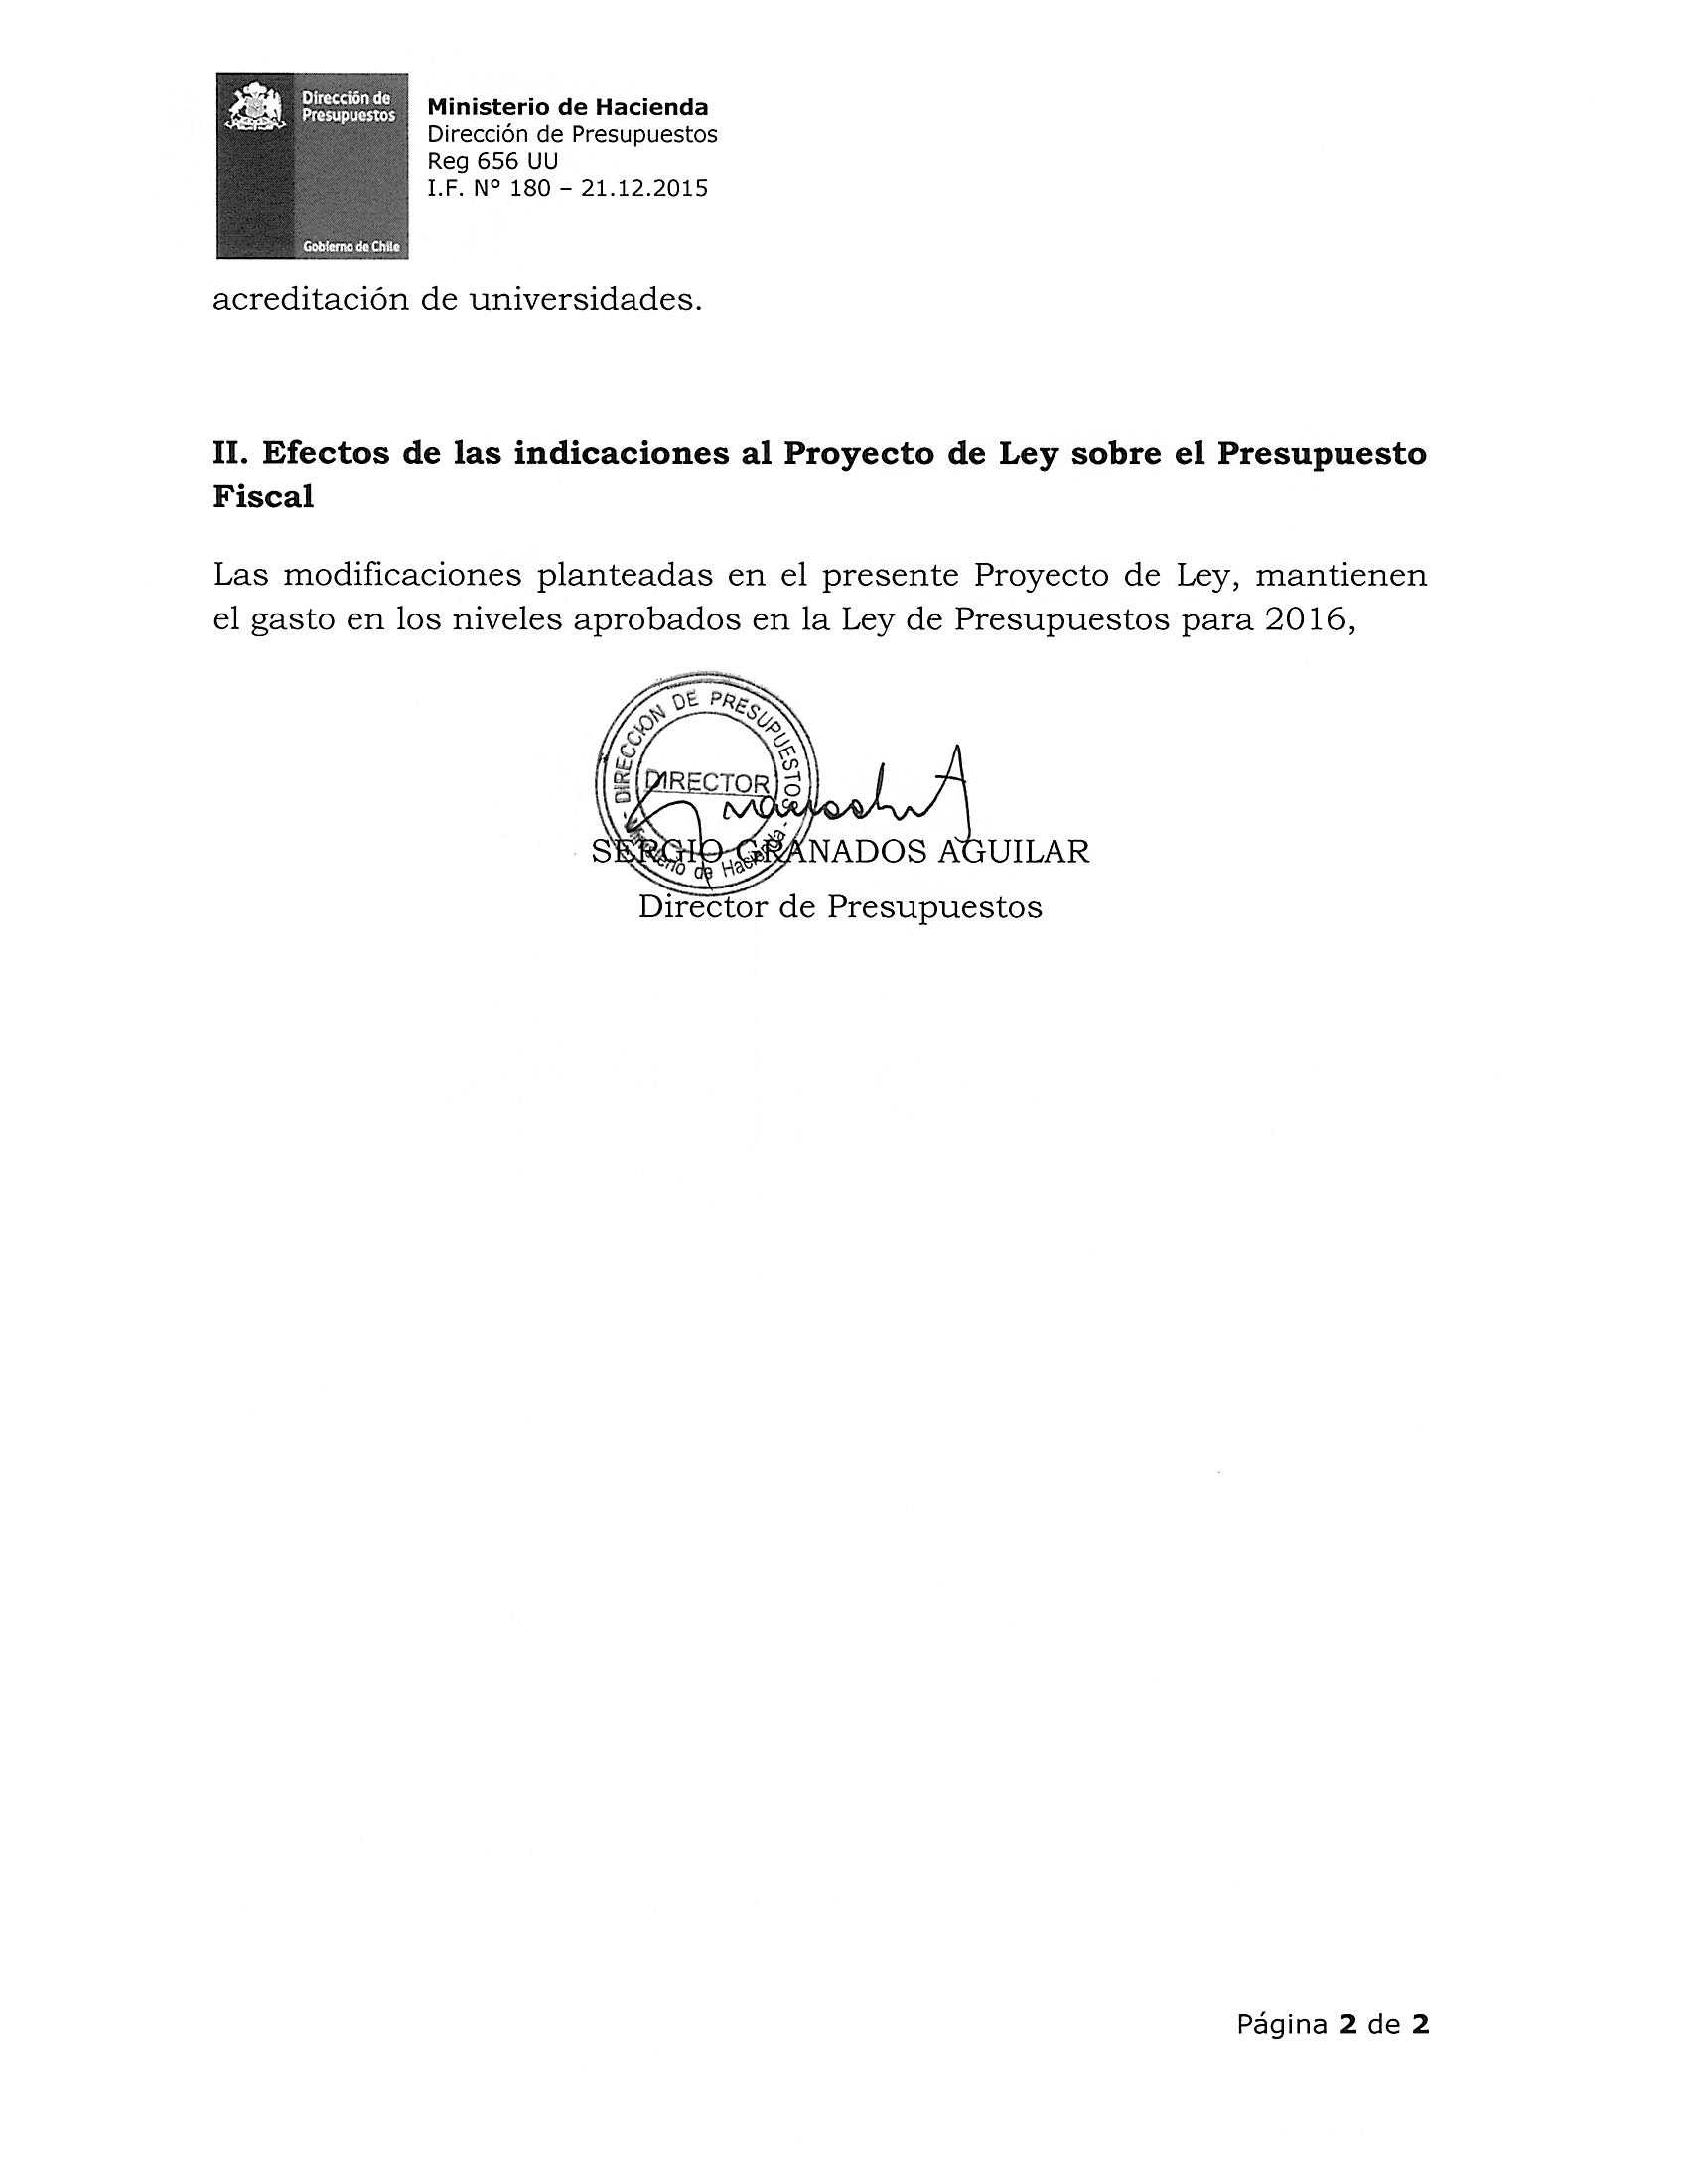 Dirección de
Presupuestos
Gobierno de Chile
Ministerio de Hacienda
Dirección de Presupuestos
Reg 656 UU
I.F. N° 180 – 21.12.2015
acreditación de universidades.
II. Efectos de las indicaciones al Proyecto de Ley sobre el Presupuesto
Fiscal
Las modificaciones planteadas en el presente Proyecto de Ley, mantienen
el gasto en los niveles aprobados en la Ley de Presupuestos para 2016,
- DIRECCION DE PRESUPUESTOS -
DIRECTOR
Ministerio de Hacienda
SERGIO GRANADOS AGUILAR
Director de Presupuestos
Página 2 de 2